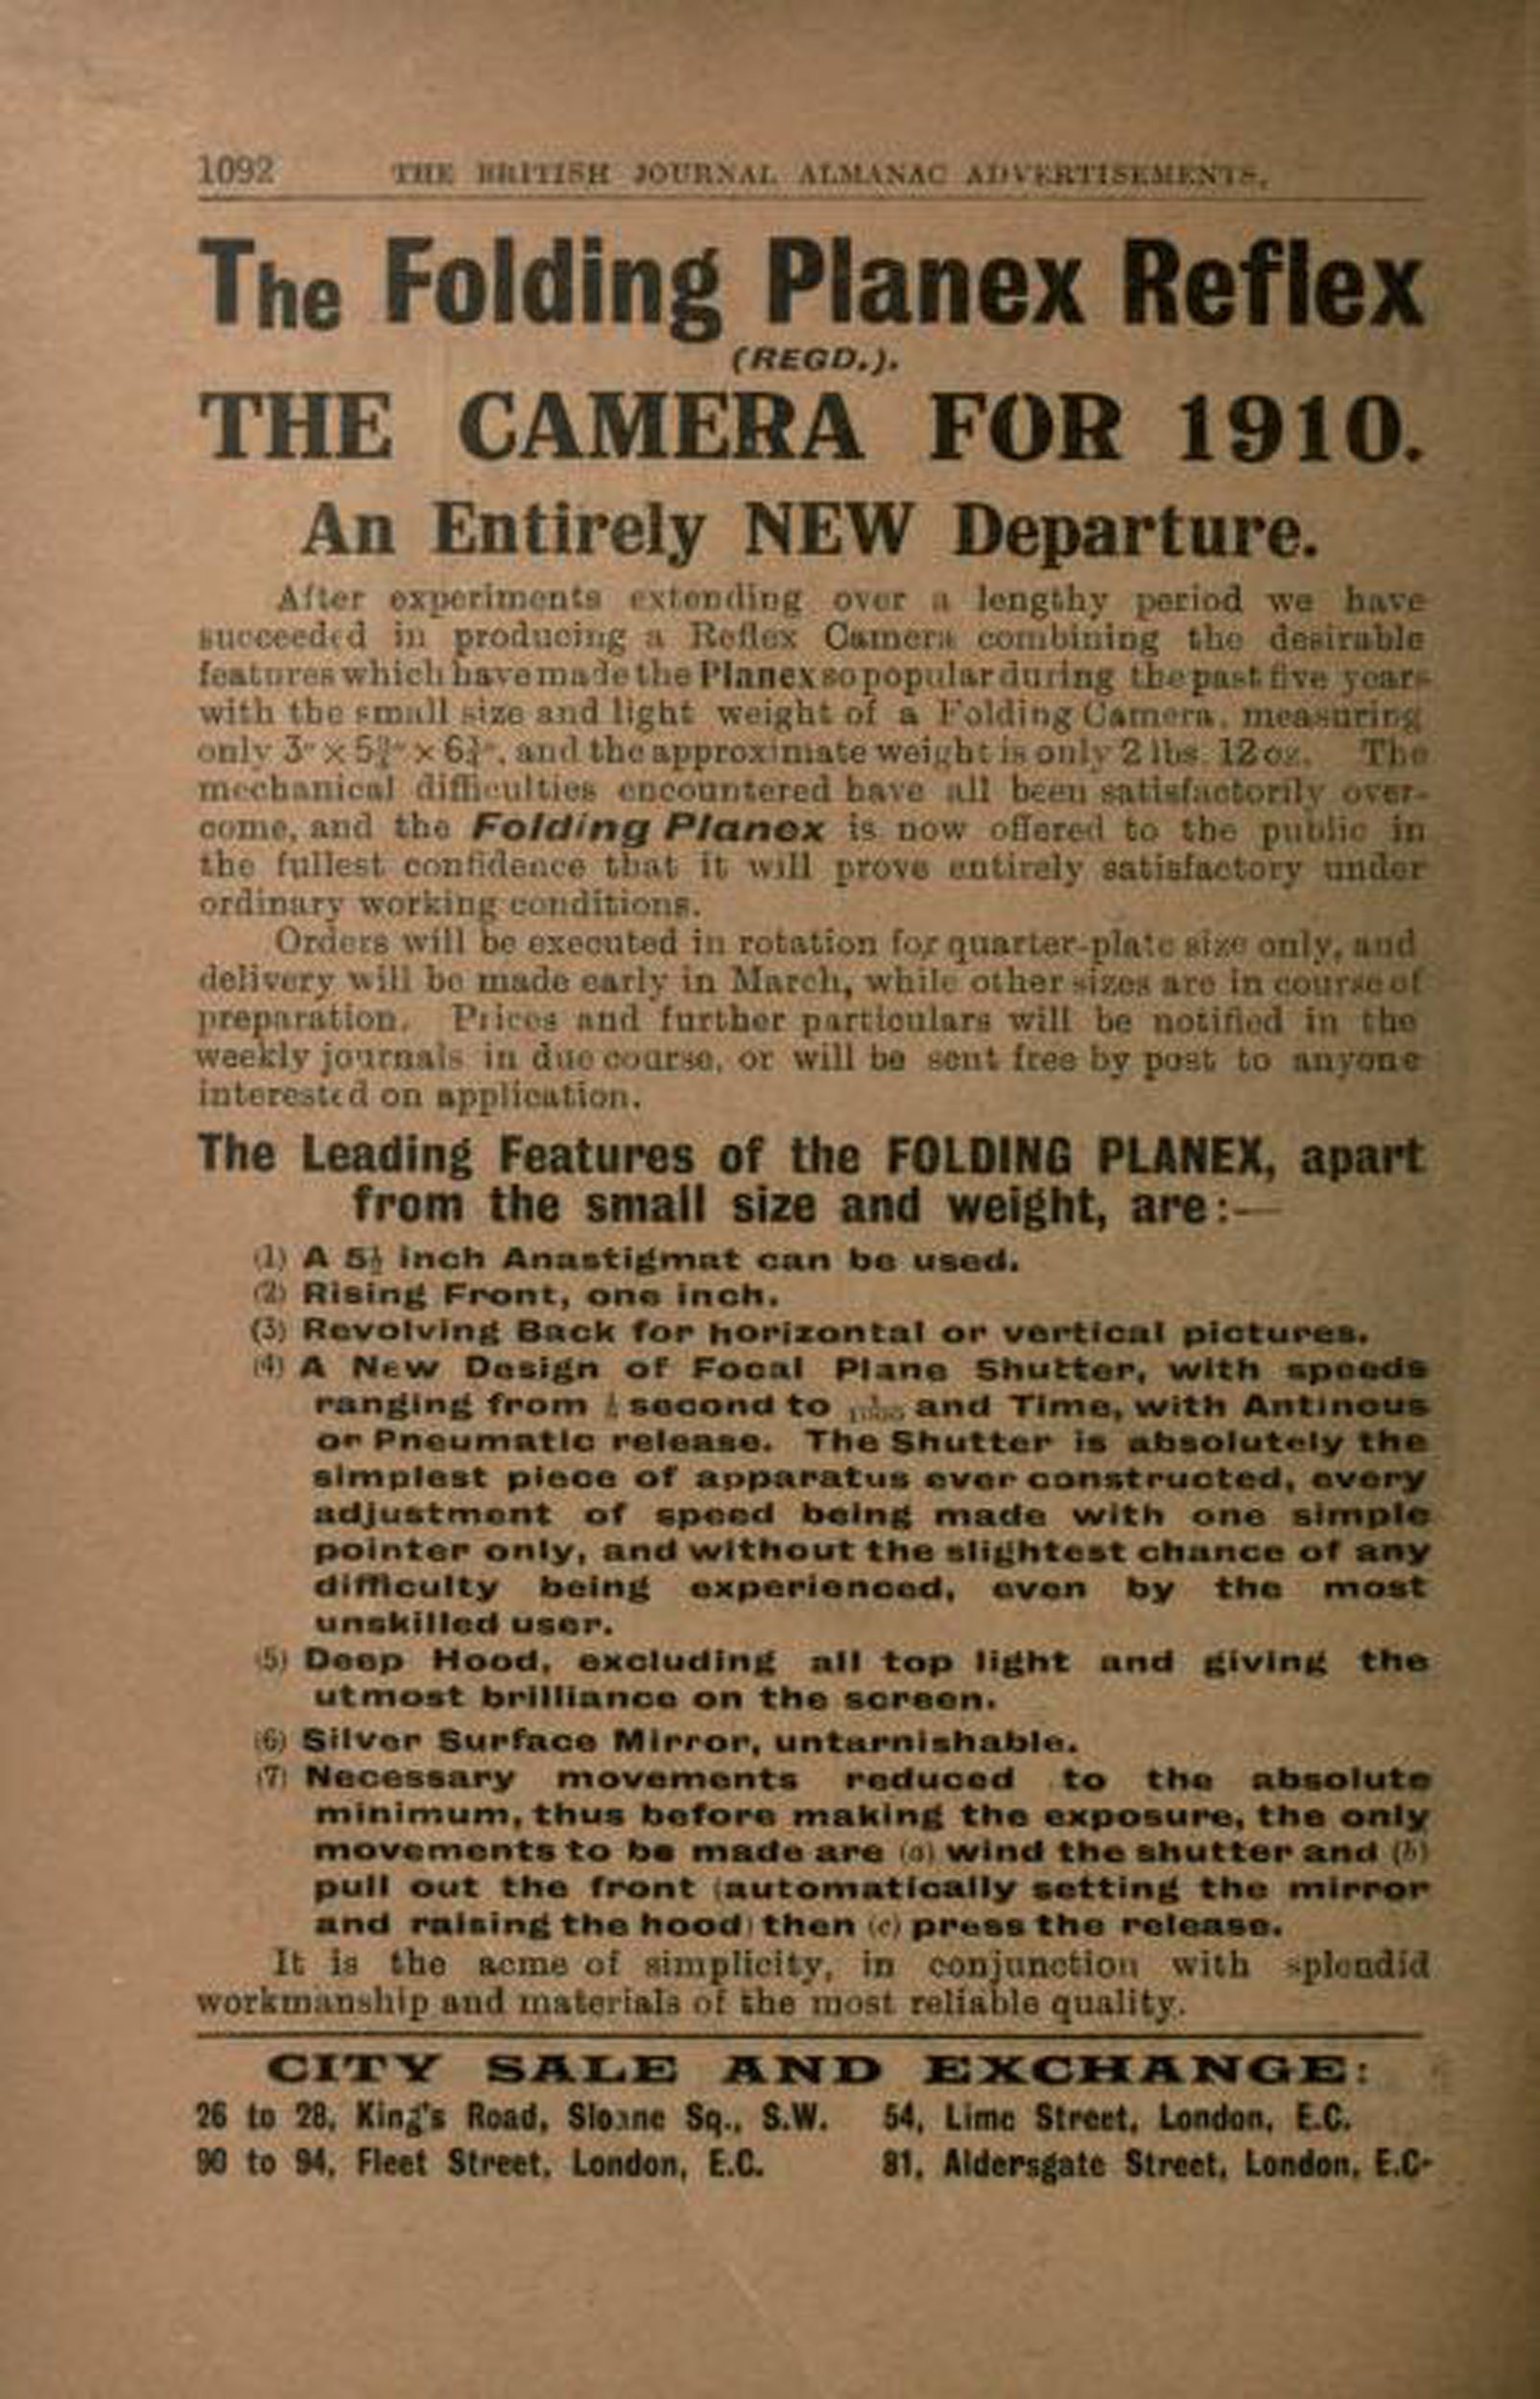 1092 THE BRITISH JOURNAL ALMANAC ADVERTISEMENTS.
The Folding Planex Reflex
(REGD.).
THE CAMERA FOR 1910.
An Entirely NEW Departure.
After experiments extending over a lengthy period we have
succeeded in producing a Reflex Camera combining the desirable
features which have made the Planex so popular during the past five years
with the small size and light weight of a Folding Camera, measuring
only 3" × × and the approximate weight is only 2 lbs. 12 oz. The
mechanical difficulties encountered have all been satisfactorily over-
come, and the Folding Planex is now offered to the public in
the fullest confidence that it will prove entirely satisfactory under
ordinary working conditions.
Orders will be executed in rotation for quarter-plate size only, and
delivery will be made early in March, while other sizes are in course of
preparation. Prices and further particulars will be notified in the
weekly journals in due course, or will be sent free by post to anyone
interested on application.
The Leading Features of the FOLDING PLANEX, apart
from the small size and weight, are:—
(1) A 5½ inch Anastigmat can be used.
(2) Rising Front, one inch.
(3) Revolving Back for horizontal or vertical pictures.
(4) A New Design of Focal Plane Shutter, with speeds
ranging from second to and Time, with Antinous
or Pneumatic release. The Shutter is absolutely the
simplest piece of apparatus ever constructed, every
adjustment of speed being made with one simple
pointer only, and without the slightest chance of any
difficulty being experienced, even by the most
unskilled user.
(5) Deep Hood, excluding all top light and giving the
utmost brilliance on the screen.
(6) Silver Surface Mirror, untarnishable.
(7) Necessary movements reduced to the absolute
minimum, thus before making the exposure, the only
movements to be made are (a) wind the shutter and (b)
pull out the front (automatically setting the mirror
and raising the hood) then (c) press the release.
It is the acme of simplicity, in conjunction with splendid
workmanship and materials of the most reliable quality.
CITY SALE AND EXCHANGE:
26 to 28, King's Road, Sloane Sq., S.W. 54, Lime Street, London, E.C.
90 to 94, Fleet Street, London, E.C. 81, Aldersgate Street, London, E.C.